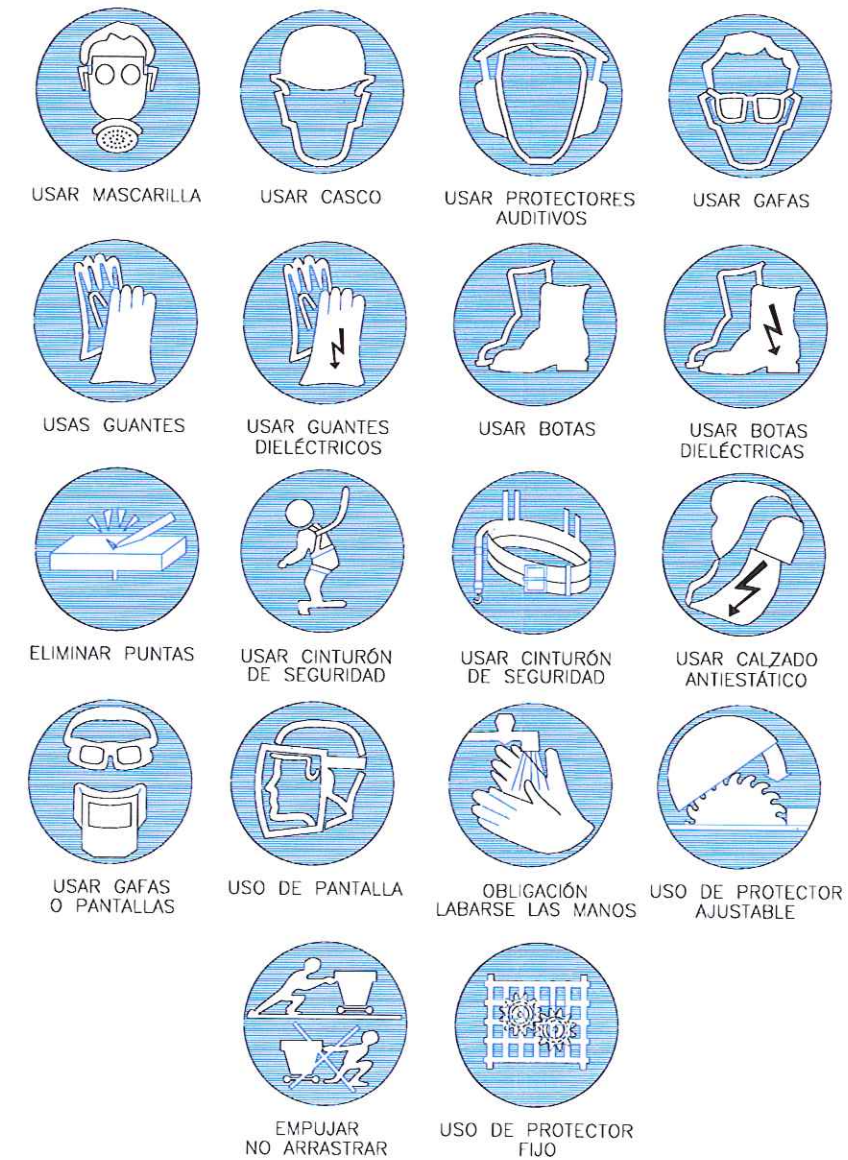 USAR MASCARILLA
USAR CASCO
USAR PROTECTORES
AUDITIVOS
USAR GAFAS
USAS GUANTES
USAR GUANTES
DIELÉCTRICOS
USAR BOTAS
USAR BOTAS
DIELÉCTRICAS
ELIMINAR PUNTAS
USAR CINTURÓN
DE SEGURIDAD
USAR CINTURÓN
DE SEGURIDAD
USAR CALZADO
ANTIESTÁTICO
USAR GAFAS
O PANTALLAS
USO DE PANTALLA
OBLIGACIÓN
LABARSE LAS MANOS
USO DE PROTECTOR
AJUSTABLE
EMPUJAR
NO ARRASTRAR
USO DE PROTECTOR
FIJO